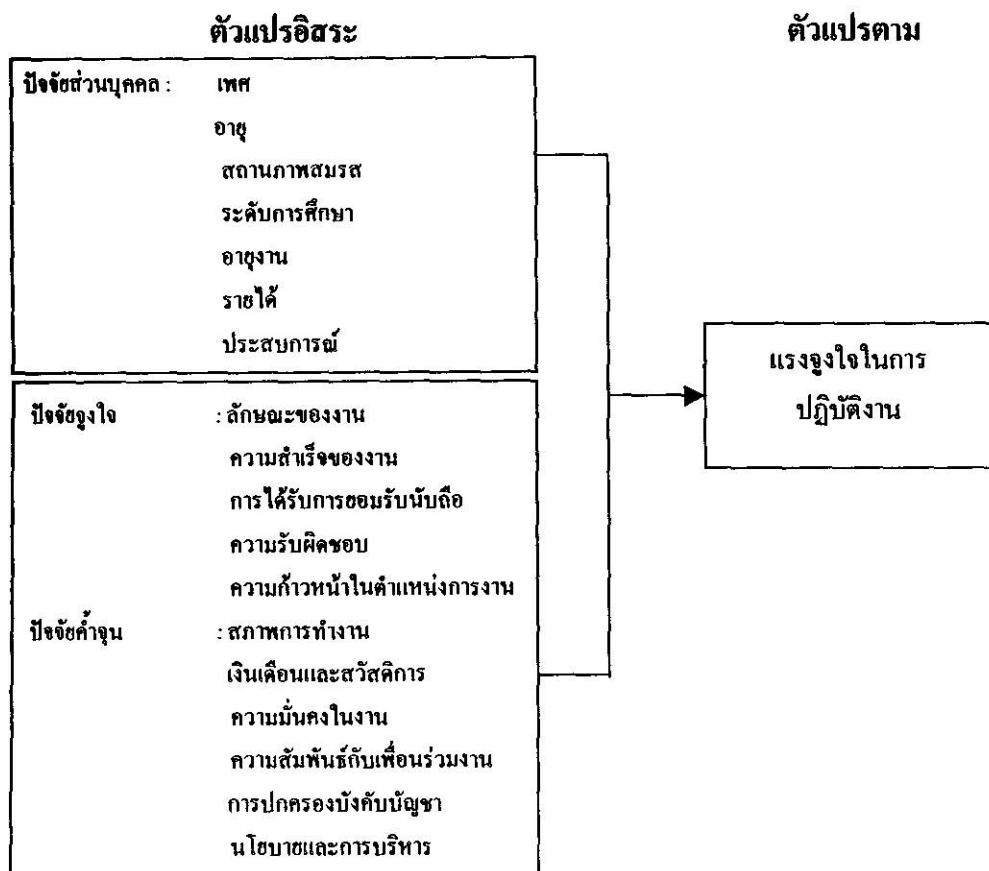 ตัวแปรอิสระ ตัวแปรตาม
ปัจจัยส่วนบุคคล : เพศ
อายุ
สถานภาพสมรส
ระดับการศึกษา
อายุงาน
รายได้
ประสบการณ์
แรงจูงใจในการ
ปฏิบัติงาน
ปัจจัยจูงใจ : ลักษณะของงาน
ความสำเร็จของงาน
การได้รับการยอมรับนับถือ
ความรับผิดชอบ
ความก้าวหน้าในตำแหน่งการงาน
ปัจจัยค้ำจุน : สภาพการทำงาน
เงินเดือนและสวัสดิการ
ความมั่นคงในงาน
ความสัมพันธ์กับเพื่อนร่วมงาน
การปกครองบังคับบัญชา
นโยบายและการบริหาร